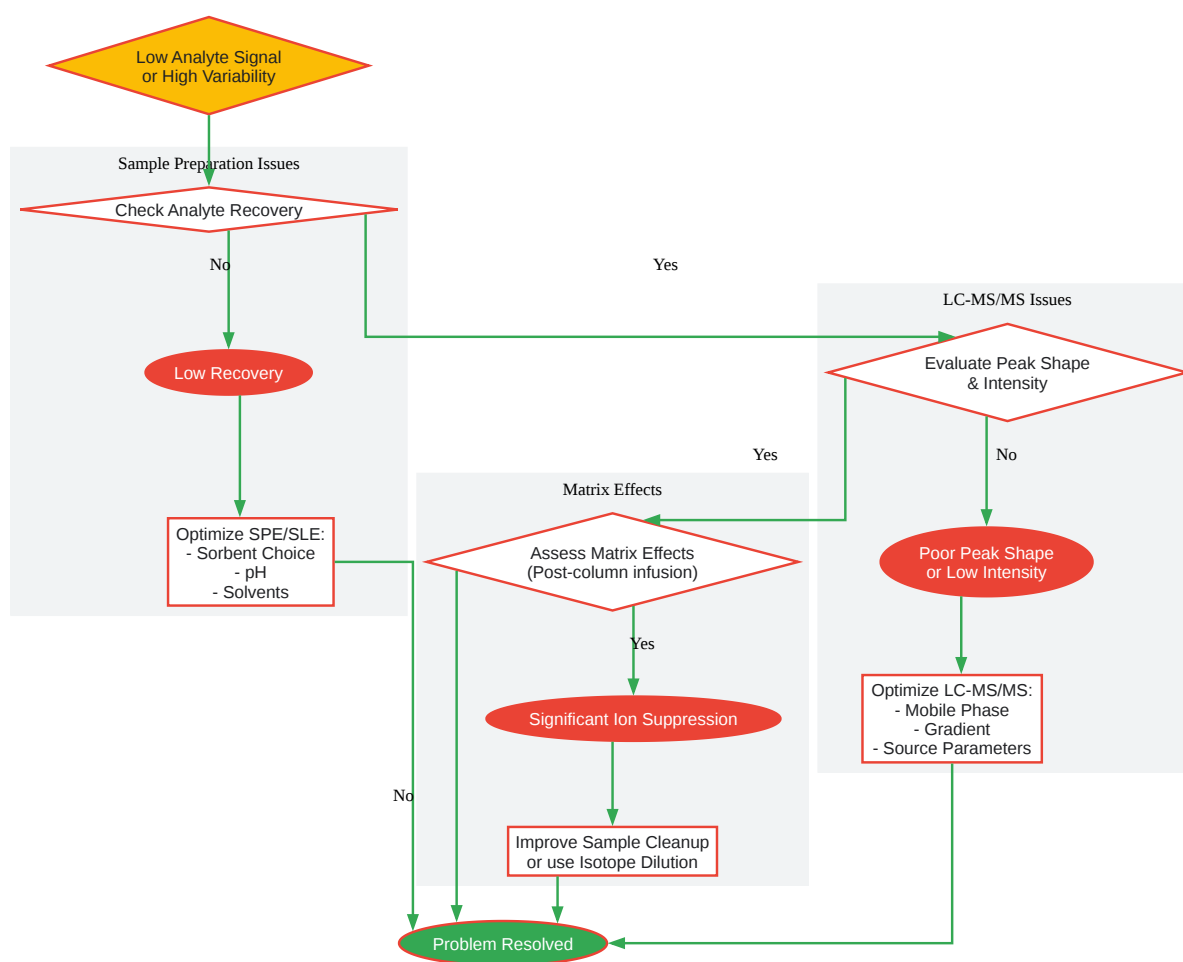 Low Analyte Signal
or High Variability
Sample Preparation Issues
Check Analyte Recovery
No
Yes
LC-MS/MS Issues
Evaluate Peak Shape
& Intensity
Low Recovery
Yes
No
Matrix Effects
Optimize SPE/SLE:
- Sorbent Choice
- pH
- Solvents
Assess Matrix Effects
(Post-column infusion)
Poor Peak Shape
or Low Intensity
Yes
Significant Ion Suppression
Optimize LC-MS/MS:
- Mobile Phase
- Gradient
- Source Parameters
No
Improve Sample Cleanup
or use Isotope Dilution
Problem Resolved